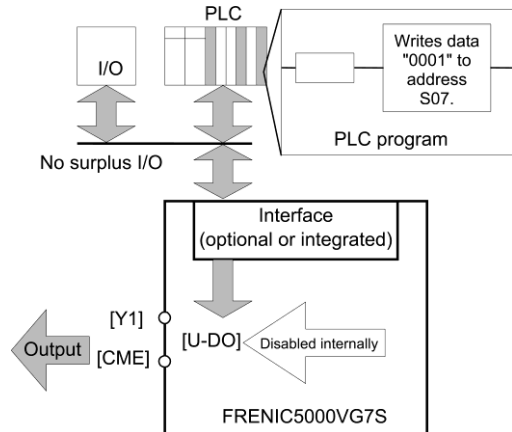 PLC
I/O
Writes data
"0001" to
address
S07.
PLC program
No surplus I/O
Interface
(optional or integrated)
[Y1]
Output
[CME]
[U-DO]
Disabled internally
FRENIC5000VG7S